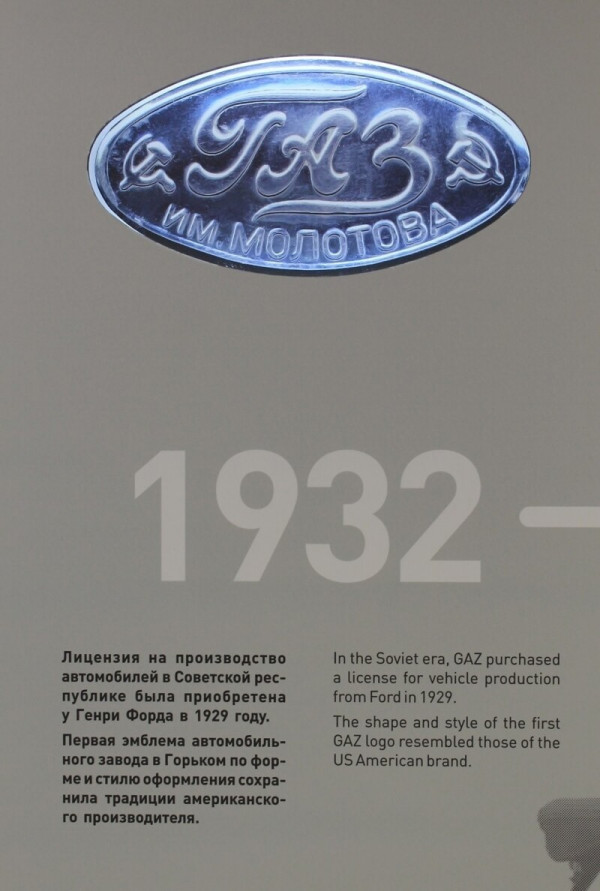 ГАЗ
ИМ. МОЛОТОВА
1932 –
Лицензия на производство
автомобилей в Советской рес-
публике была приобретена
у Генри Форда в 1929 году.
Первая эмблема автомобиль-
ного завода в Горьком по фор-
ме и стилю оформления сохра-
нила традиции американско-
го производителя.
In the Soviet era, GAZ purchased
a license for vehicle production
from Ford in 1929.
The shape and style of the first
GAZ logo resembled those of the
US American brand.